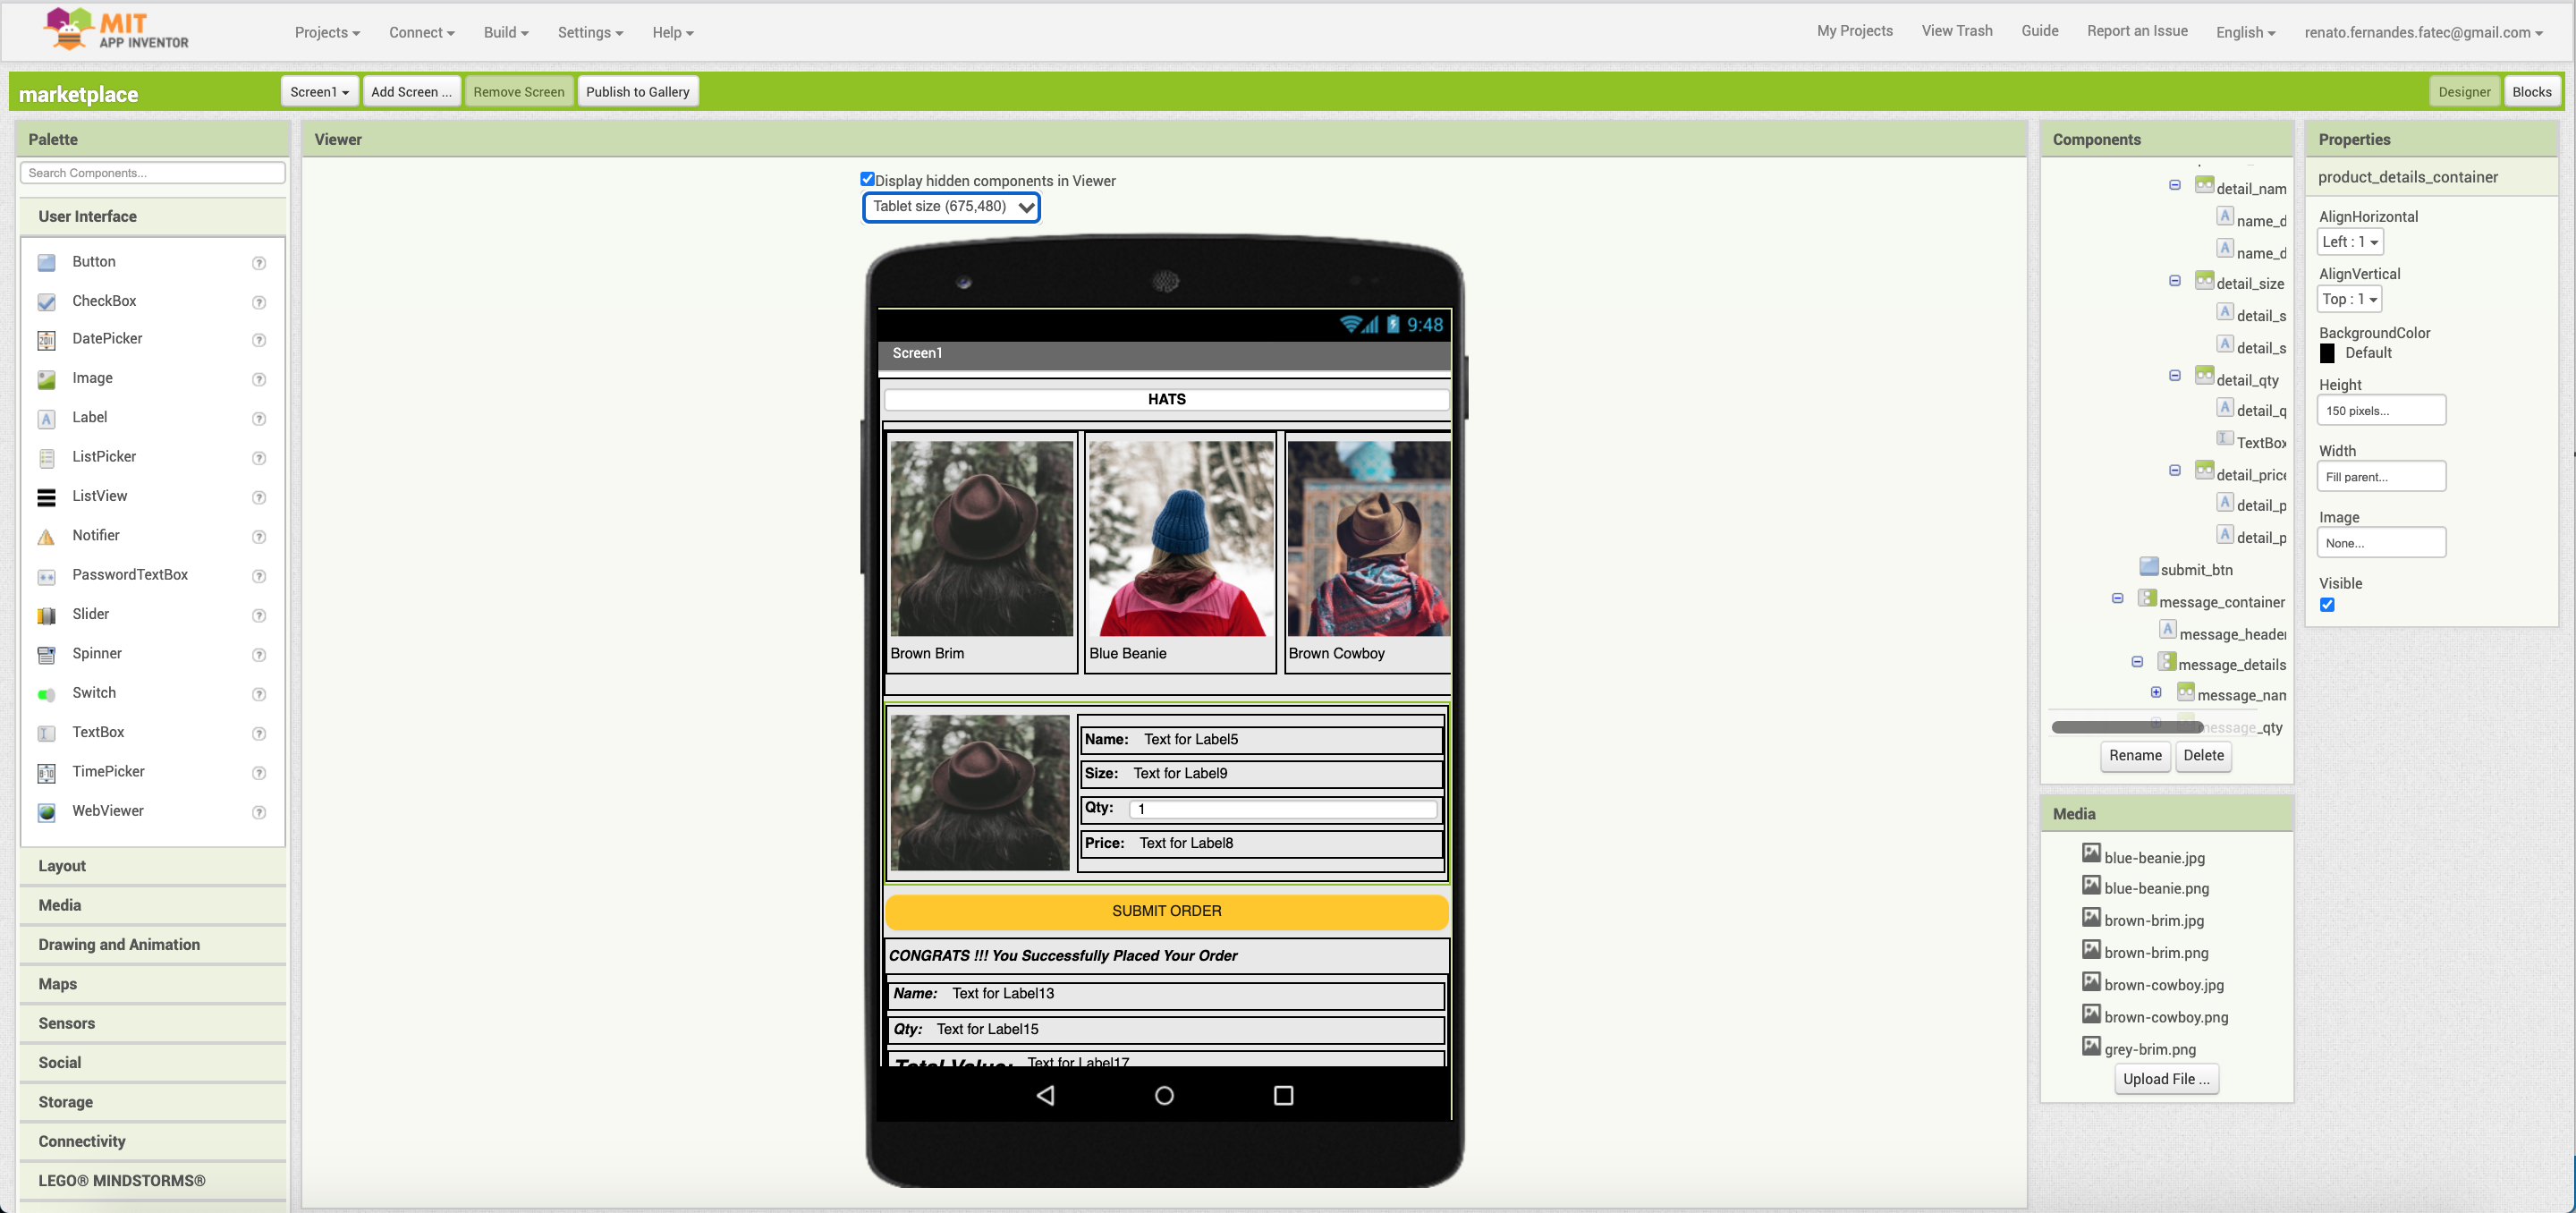 MIT
APP INVENTOR
Projects
Connect
Build
Settings
Help
My Projects
View Trash
Guide
Report an Issue
English
renato.fernandes.fatec@gmail.com
marketplace
Screen1
Add Screen ...
Remove Screen
Publish to Gallery
Designer
Blocks
Palette
Search Components...
User Interface
Button
CheckBox
DatePicker
Image
Label
ListPicker
ListView
Notifier
PasswordTextBox
Slider
Spinner
Switch
TextBox
TimePicker
WebViewer
Layout
Media
Drawing and Animation
Maps
Sensors
Social
Storage
Connectivity
LEGO® MINDSTORMS®
Viewer
Display hidden components in Viewer
Tablet size (675,480)
9:48
Screen1
HATS
Brown Brim
Blue Beanie
Brown Cowboy
Name: Text for Label5
Size: Text for Label9
Qty: 1
Price: Text for Label8
SUBMIT ORDER
CONGRATS !!! You Successfully Placed Your Order
Name: Text for Label13
Qty: Text for Label15
Total Value: Text for Label17
Components
detail_nam
name_d
name_d
detail_size
detail_s
detail_s
detail_qty
detail_q
TextBox
detail_price
detail_p
detail_p
submit_btn
message_container
message_header
message_details
message_nam
message_qty
Rename
Delete
Media
blue-beanie.jpg
blue-beanie.png
brown-brim.jpg
brown-brim.png
brown-cowboy.jpg
brown-cowboy.png
grey-brim.png
Upload File ...
Properties
product_details_container
AlignHorizontal
Left : 1
AlignVertical
Top : 1
BackgroundColor
Default
Height
150 pixels...
Width
Fill parent...
Image
None...
Visible